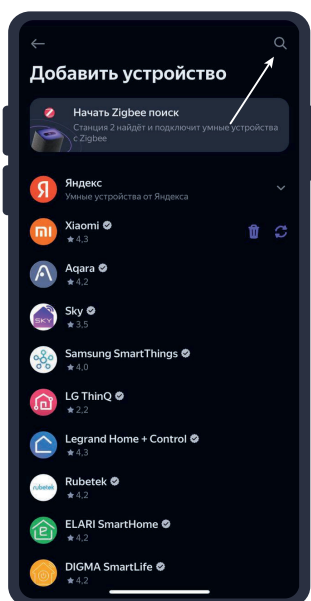 Добавить устройство
Начать Zigbee поиск
Станция 2 найдёт и подключит умные устройства
с Zigbee
Яндекс
Умные устройства от Яндекса
Xiaomi
4,3
Aqara
4,2
SKY
Sky
3,5
Samsung SmartThings
4,0
LG ThinQ
2,2
Legrand Home + Control
4,3
rubetek
Rubetek
4,2
ELARI SmartHome
4,2
DIGMA SmartLife
4,2